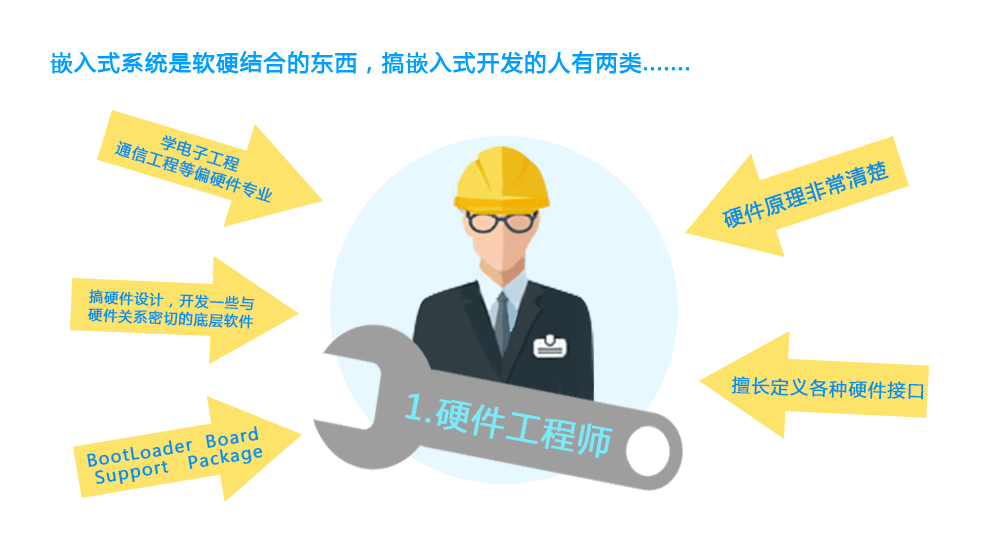 嵌入式系统是软硬结合的东西，搞嵌入式开发的人有两类.......
学电子工程
通信工程等偏硬件专业
硬件原理非常清楚
搞硬件设计，开发一些与
硬件关系密切的底层软件
擅长定义各种硬件接口
BootLoader Board
Support Package
1.硬件工程师